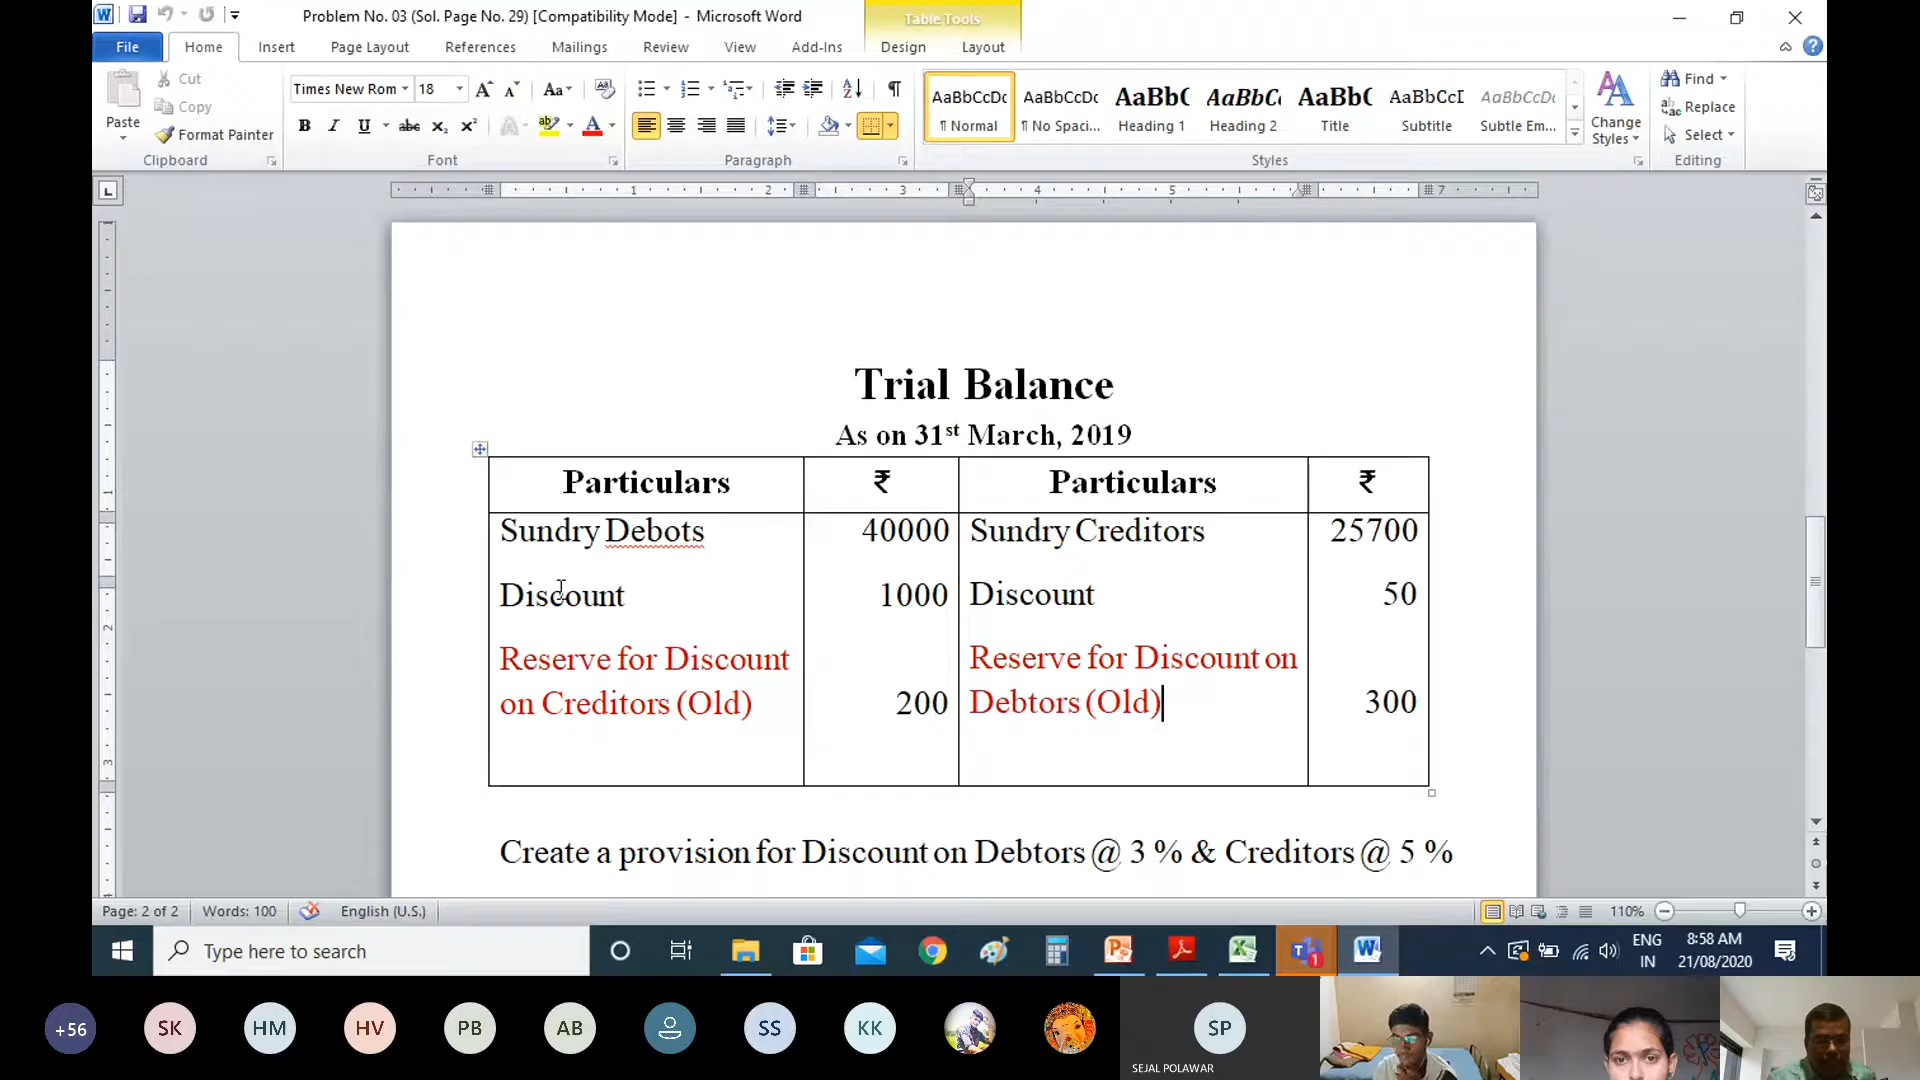 Problem No. 03 (Sol. Page No. 29) [Compatibility Mode] - Microsoft Word
Table Tools
File Home Insert Page Layout References Mailings Review View Add-Ins Design Layout
Cut
Copy
Format Painter
Paste
Clipboard
Times New Rom 18
Font
Paragraph
AaBbCcDc AaBbCcDc AaBbC AaBbC AaBb( AaBbCcI AaBbCcDc
¶ Normal ¶ No Spaci... Heading 1 Heading 2 Title Subtitle Subtle Em...
Change
Styles
Styles
Find
Replace
Select
Editing
1 2 3 4 5 7
Trial Balance
As on 31st March, 2019
Particulars ₹ Particulars ₹
Sundry Debots 40000 Sundry Creditors 25700
Discount 1000 Discount 50
Reserve for Discount Reserve for Discount on
on Creditors (Old) 200 Debtors (Old) 300
Create a provision for Discount on Debtors @ 3 % & Creditors @ 5 %
Page: 2 of 2 Words: 100 English (U.S.) 110%
Type here to search
ENG
IN
8:58 AM
21/08/2020
+56 SK HM HV PB AB SS KK SP
SEJAL POLAWAR